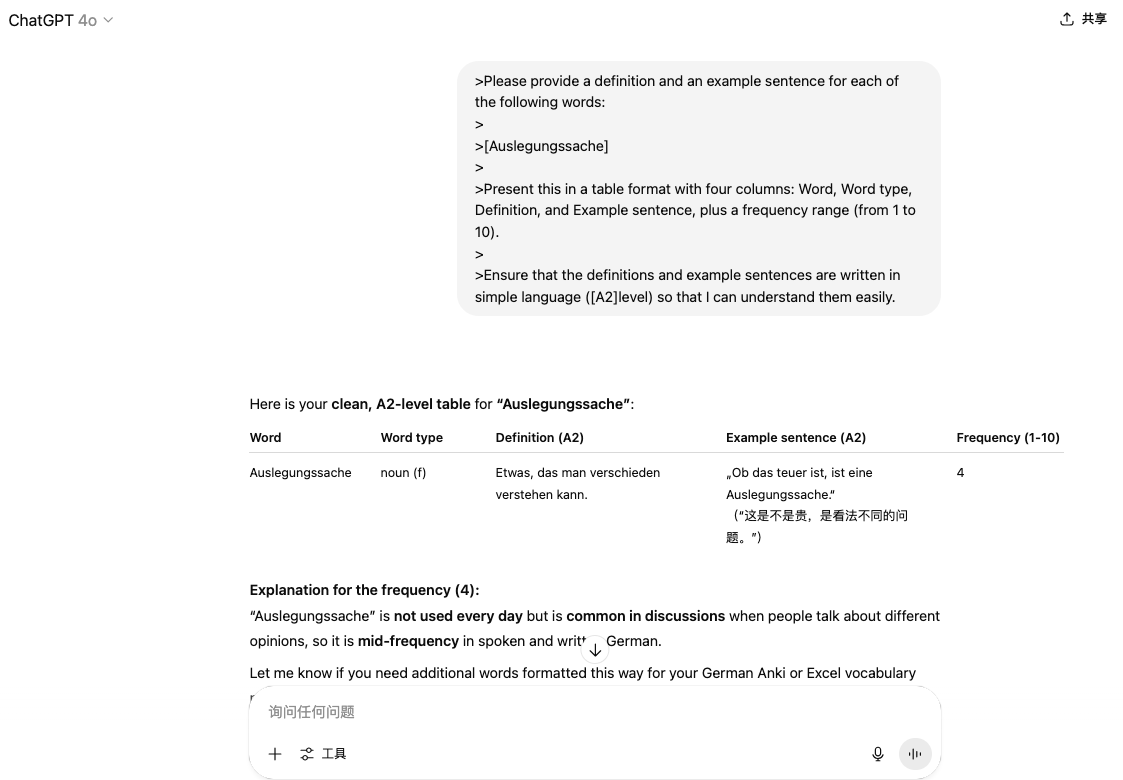 ChatGPT 4o
共享
>Please provide a definition and an example sentence for each of
the following words:
>
>[Auslegungssache]
>
>Present this in a table format with four columns: Word, Word type,
Definition, and Example sentence, plus a frequency range (from 1 to
10).
>
>Ensure that the definitions and example sentences are written in
simple language ([A2]level) so that I can understand them easily.
Here is your clean, A2-level table for “Auslegungssache”:
Word Word type Definition (A2) Example sentence (A2) Frequency (1-10)
Auslegungssache noun (f) Etwas, das man verschieden „Ob das teuer ist, ist eine 4
verstehen kann. Auslegungssache.“
（“这是不是贵，是看法不同的问
题。”)
Explanation for the frequency (4):
“Auslegungssache” is not used every day but is common in discussions when people talk about different
opinions, so it is mid-frequency in spoken and writt German.
Let me know if you need additional words formatted this way for your German Anki or Excel vocabulary
询问任何问题
工具